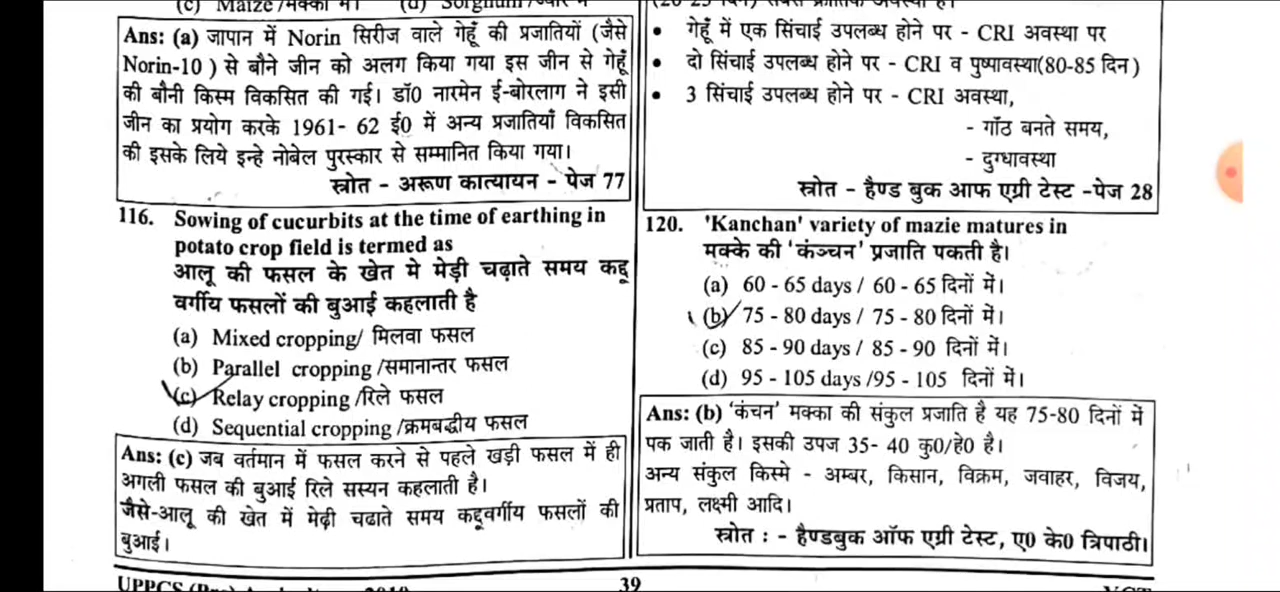 (c) Maize /मक्का में। (d) Sorghum /ज्वार में
Ans: (a) जापान में Norin सिरीज वाले गेहूँ की प्रजातियों (जैसे
Norin-10 ) से बौने जीन को अलग किया गया इस जीन से गेहूँ
की बौनी किस्म विकसित की गई। डॉ0 नारमेन ई-बोरलाग ने इसी
जीन का प्रयोग करके 1961- 62 ई0 में अन्य प्रजातियाँ विकसित
की इसके लिये इन्हे नोबेल पुरस्कार से सम्मानित किया गया।
स्त्रोत - अरूण कात्यायन - पेज 77
116. Sowing of cucurbits at the time of earthing in
potato crop field is termed as
आलू की फसल के खेत मे मेड़ी चढ़ाते समय कद्दू
वर्गीय फसलों की बुआई कहलाती है
(a) Mixed cropping/ मिलवा फसल
(b) Parallel cropping /समानान्तर फसल
(c) Relay cropping /रिले फसल
(d) Sequential cropping /क्रमबद्धीय फसल
Ans: (c) जब वर्तमान में फसल करने से पहले खड़ी फसल में ही
अगली फसल की बुआई रिले सस्यन कहलाती है।
जैसे-आलू की खेत में मेढ़ी चढाते समय कद्दूवर्गीय फसलों की
बुआई।
(20-25 दिन) सबसे क्रांतिक अवस्था है।
• गेहूँ में एक सिंचाई उपलब्ध होने पर - CRI अवस्था पर
• दो सिंचाई उपलब्ध होने पर - CRI व पुष्पावस्था(80-85 दिन)
• 3 सिंचाई उपलब्ध होने पर - CRI अवस्था,
- गाँठ बनते समय,
- दुग्धावस्था
स्त्रोत - हैण्ड बुक आफ एग्री टेस्ट -पेज 28
120. 'Kanchan' variety of mazie matures in
मक्के की 'कंञ्चन' प्रजाति पकती है।
(a) 60 - 65 days / 60 - 65 दिनों में।
(b) 75 - 80 days / 75 - 80 दिनों में।
(c) 85 - 90 days / 85 - 90 दिनों में।
(d) 95 - 105 days /95 - 105 दिनों में।
Ans: (b) 'कंचन' मक्का की संकुल प्रजाति है यह 75-80 दिनों में
पक जाती है। इसकी उपज 35- 40 कु0/हे0 है।
अन्य संकुल किस्मे - अम्बर, किसान, विक्रम, जवाहर, विजय,
प्रताप, लक्ष्मी आदि।
स्त्रोत : - हैण्डबुक ऑफ एग्री टेस्ट, ए0 के0 त्रिपाठी।
UPPCS (Pre) 39 YCT